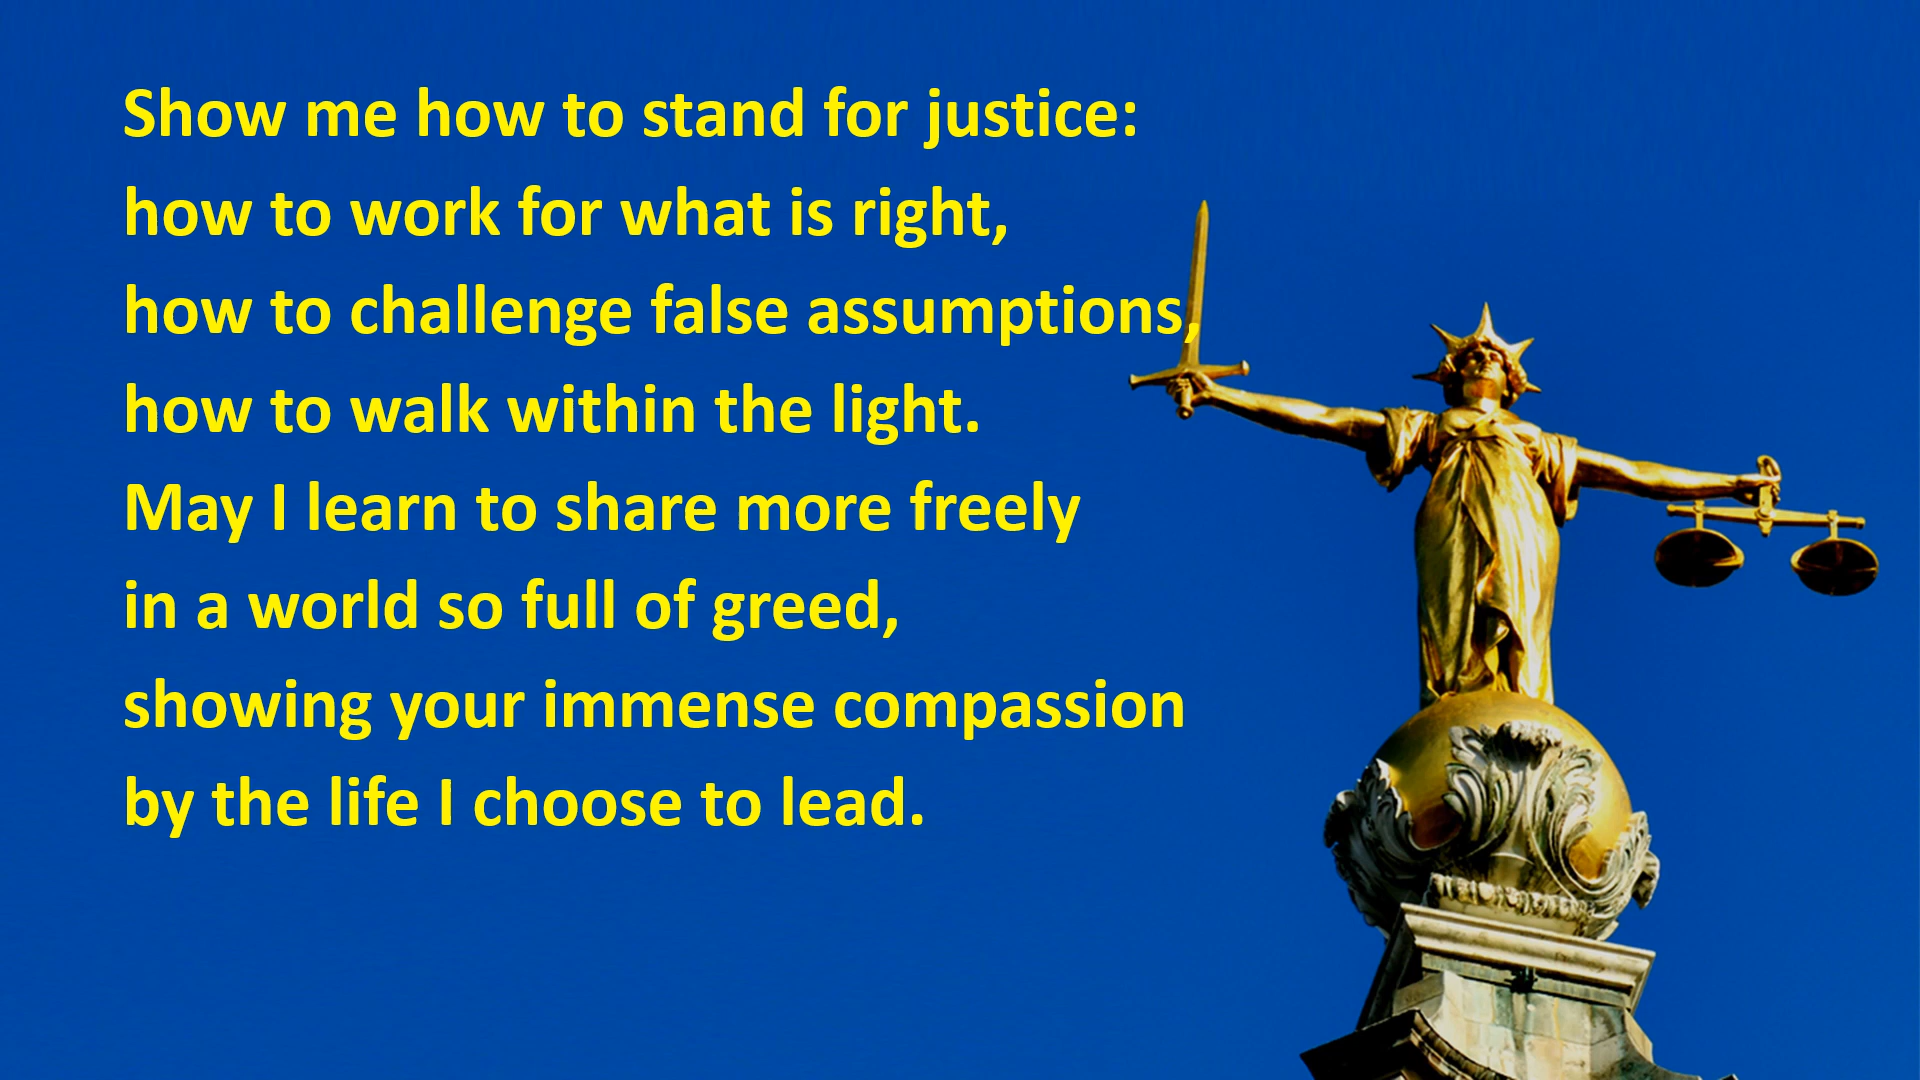 Show me how to stand for justice:
how to work for what is right,
how to challenge false assumptions,
how to walk within the light.
May I learn to share more freely
in a world so full of greed,
showing your immense compassion
by the life I choose to lead.